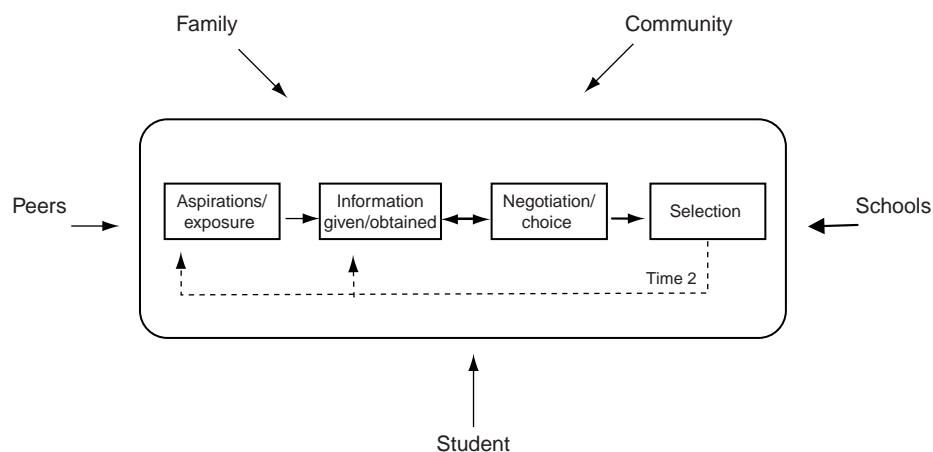 Family
Community
Peers
Aspirations/
exposure
Information
given/obtained
Negotiation/
choice
Selection
Schools
Time 2
Student